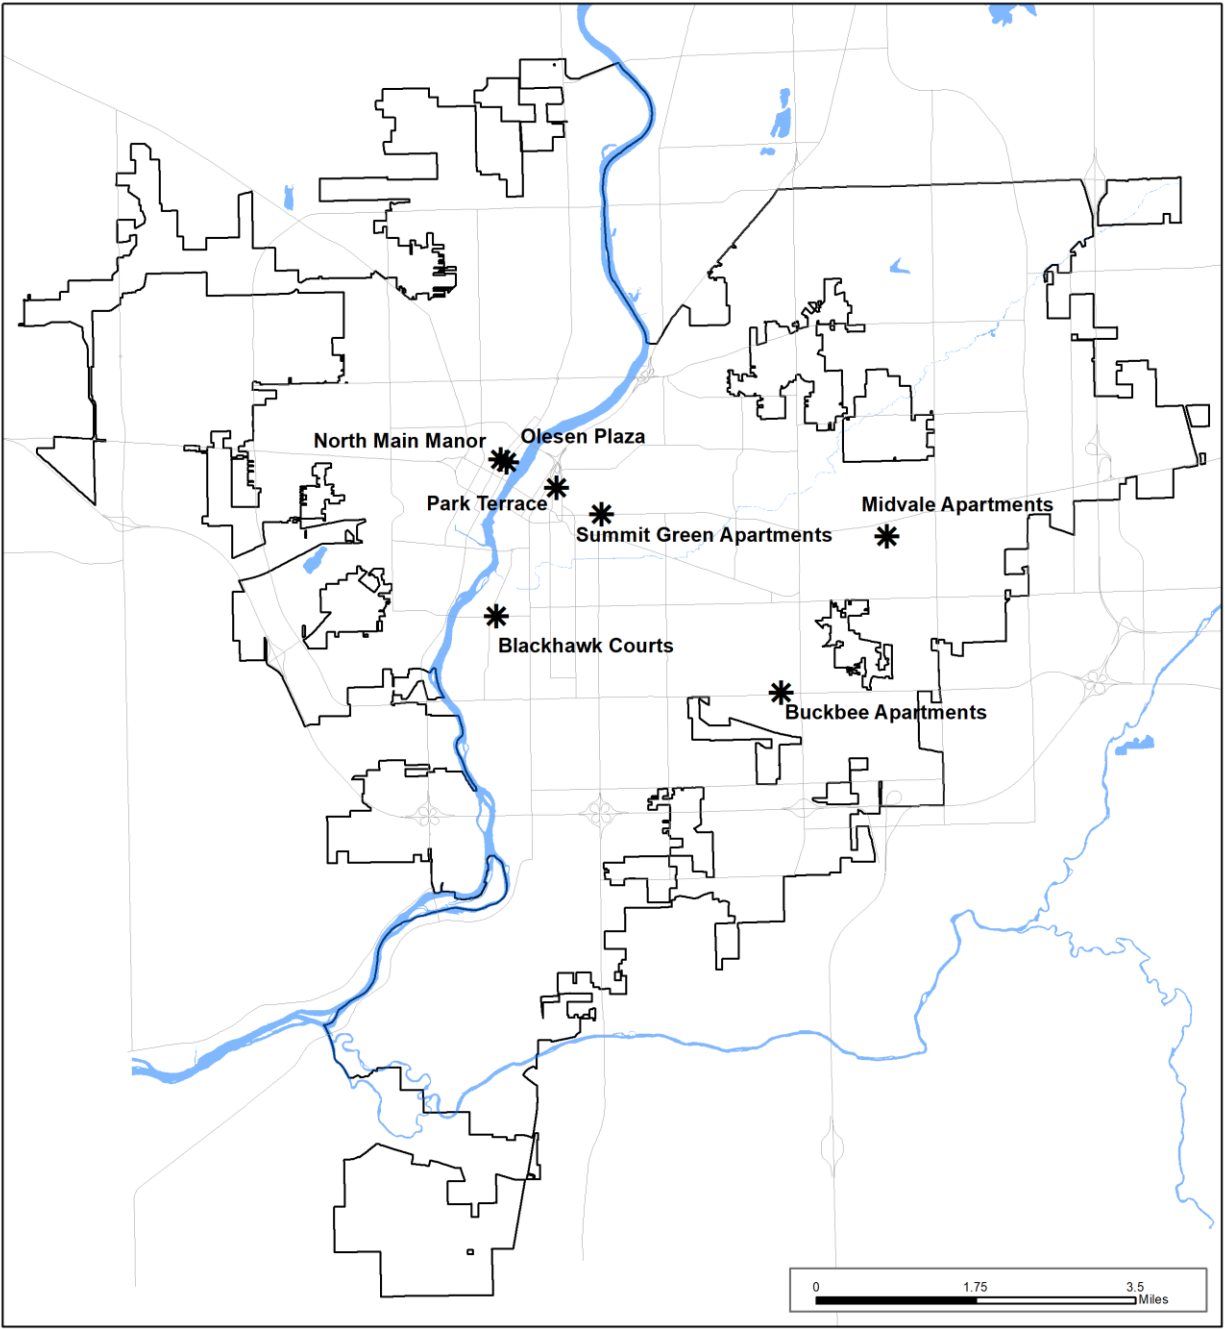 Olesen Plaza
North Main Manor
Park Terrace
Midvale Apartments
Summit Green Apartments
Blackhawk Courts
Buckbee Apartments
0 1.75 3.5
Miles